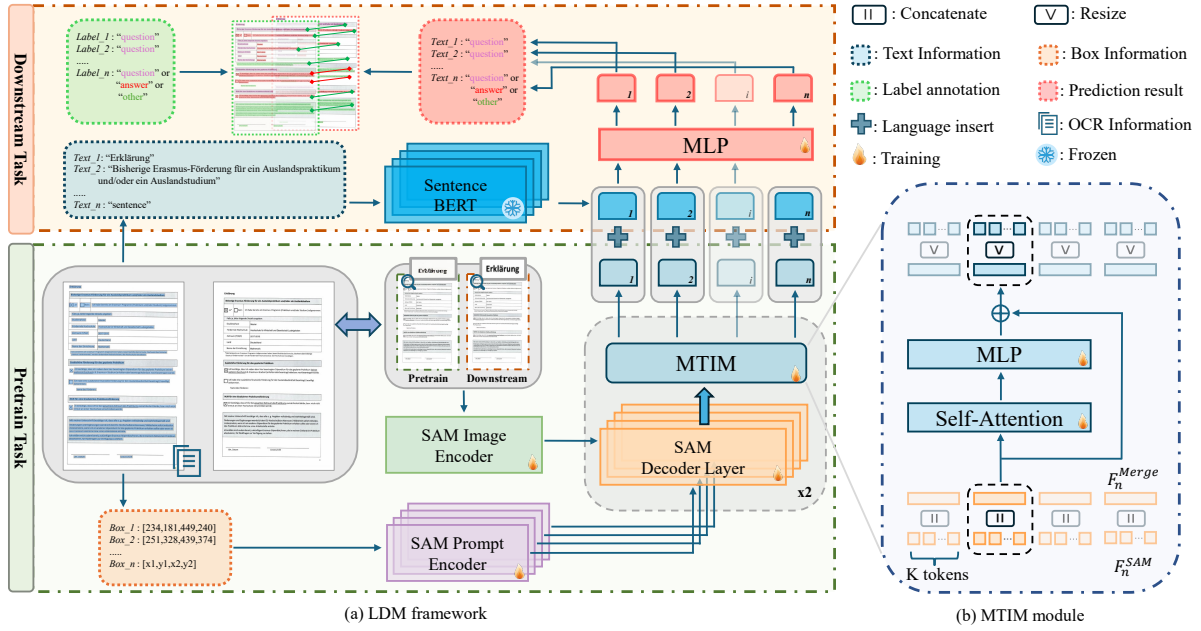 Downstream Task
Label_1 : “question”
Label_2 : “question”
.....
Label_n : “question” or
“answer” or
“other”
Text_1 : “question”
Text_2 : “question”
.....
Text_n : “question” or
“answer” or
“other”
1
2
i
n
MLP
Text_1 : “Erklärung”
Text_2 : “Bisherige Erasmus-Förderung für ein Auslandspraktikum
und/oder ein Auslandstudium”
.....
Text_n : “sentence”
Sentence
BERT
1
2
i
n
1
2
i
n
Pretrain Task
Erklärung
Erklärung
Pretrain
Downstream
MTIM
SAM Image
Encoder
SAM
Decoder Layer
x2
Box_1 : [234,181,449,240]
Box_2 : [251,328,439,374]
.....
Box_n : [x1,y1,x2,y2]
SAM Prompt
Encoder
(a) LDM framework
|| : Concatenate
V : Resize
: Text Information
: Box Information
: Label annotation
: Prediction result
: Language insert
: OCR Information
: Training
: Frozen
V
V
V
V
MLP
Self-Attention
F_n^{Merge}
||
||
||
||
K tokens
F_n^{SAM}
(b) MTIM module